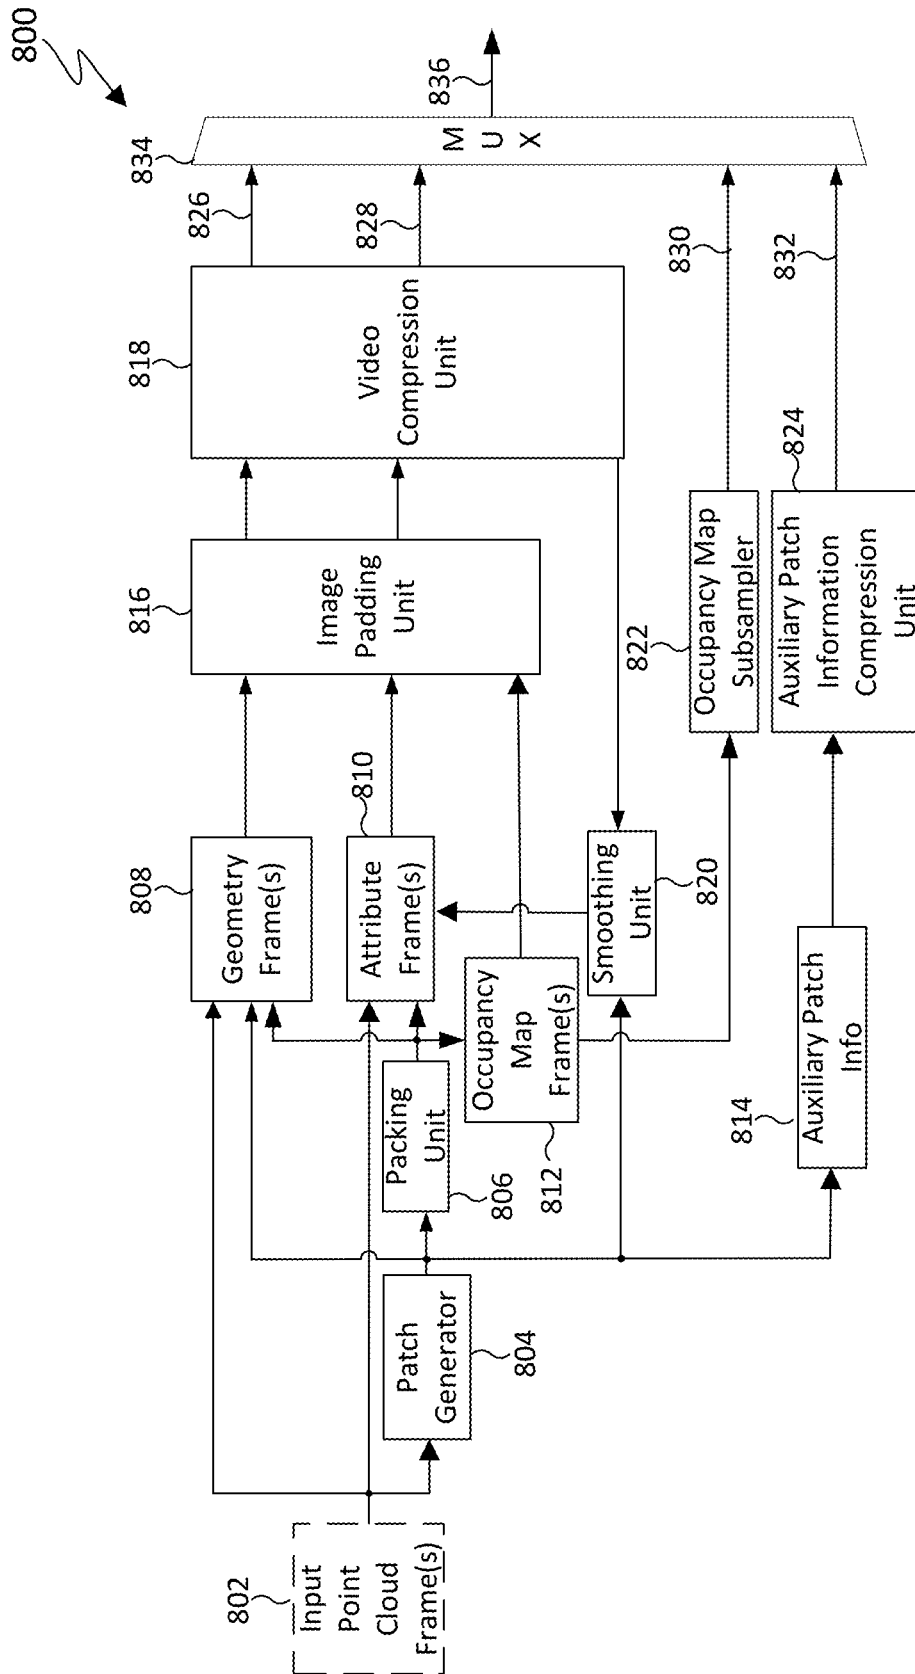 800
802
Input
Point
Cloud
Frame(s)
Patch
Generator
804
Packing
Unit
806
808
Geometry
Frame(s)
810
Attribute
Frame(s)
Occupancy
Map
Frame(s)
812
814
Auxiliary Patch
Info
816
Image
Padding
Unit
818
Video
Compression
Unit
Smoothing
Unit
820
822
Occupancy Map
Subsampler
824
Auxiliary Patch
Information
Compression
Unit
826
828
830
832
834
M
U
X
836